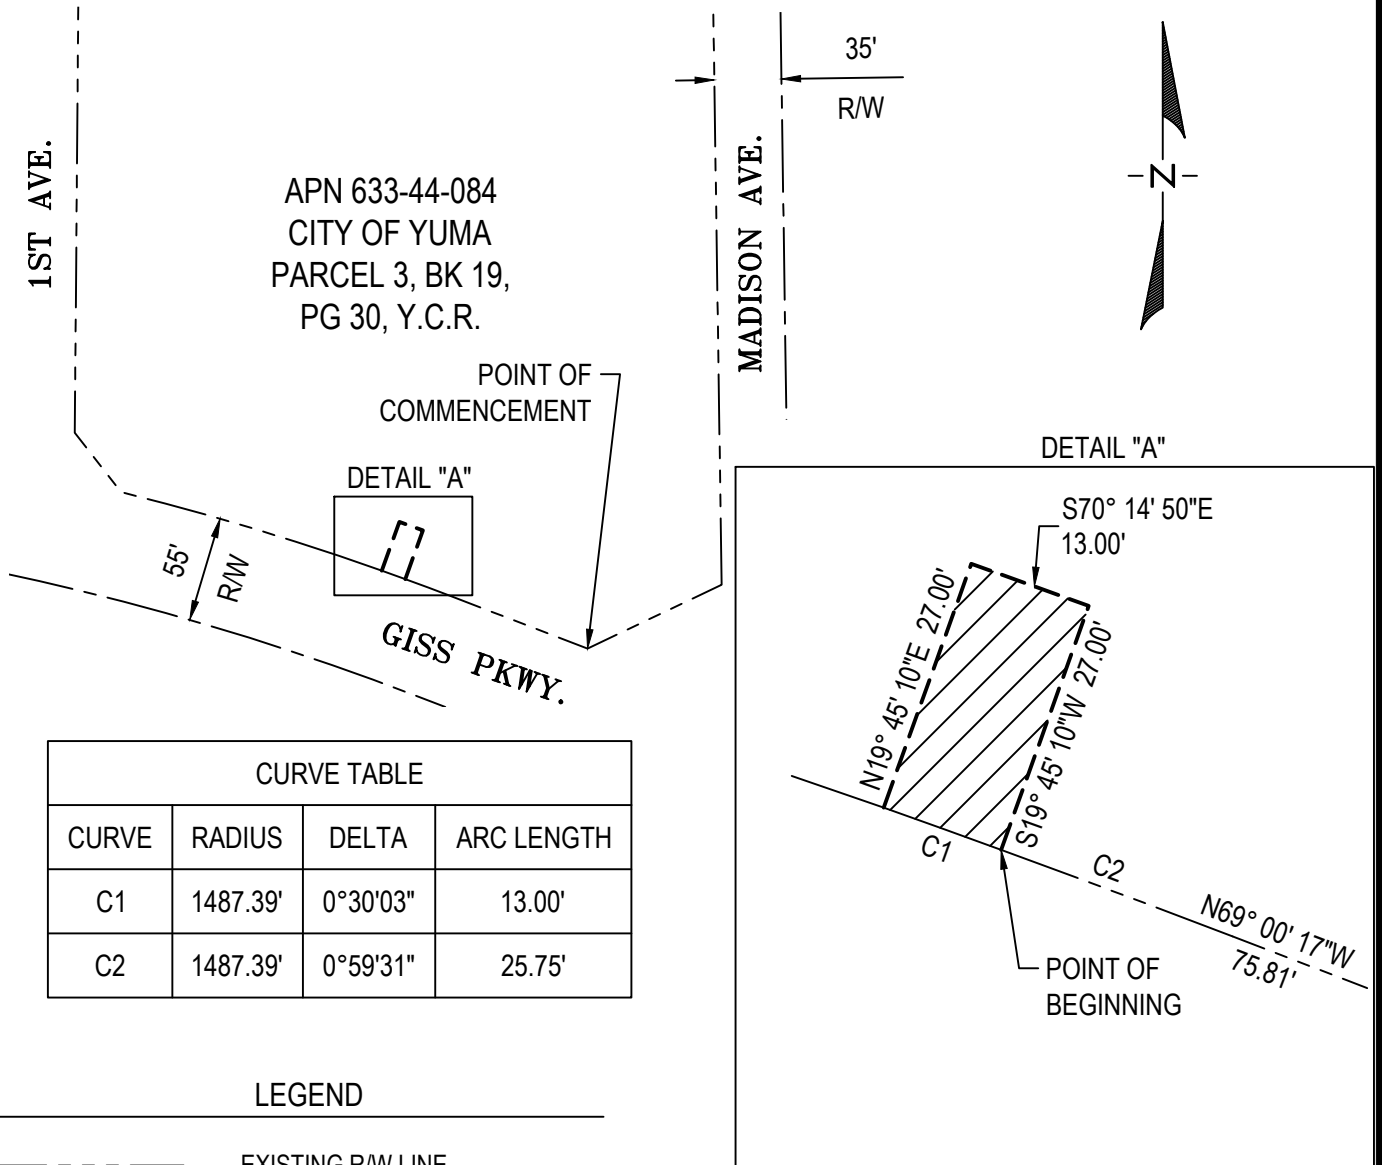 35'
R/W
1ST AVE.
APN 633-44-084
CITY OF YUMA
PARCEL 3, BK 19,
PG 30, Y.C.R.
MADISON AVE.
N
POINT OF
COMMENCEMENT
DETAIL "A"
55'
R/W
GISS PKWY.
DETAIL "A"
S70° 14' 50"E
13.00'
N19° 45' 10"E 27.00'
S19° 45' 10"W 27.00'
C1
C2
N69° 00' 17"W
75.81'
POINT OF
BEGINNING
CURVE TABLE
CURVE RADIUS DELTA ARC LENGTH
C1 1487.39' 0°30'03" 13.00'
C2 1487.39' 0°59'31" 25.75'
LEGEND
EXISTING R/W LINE